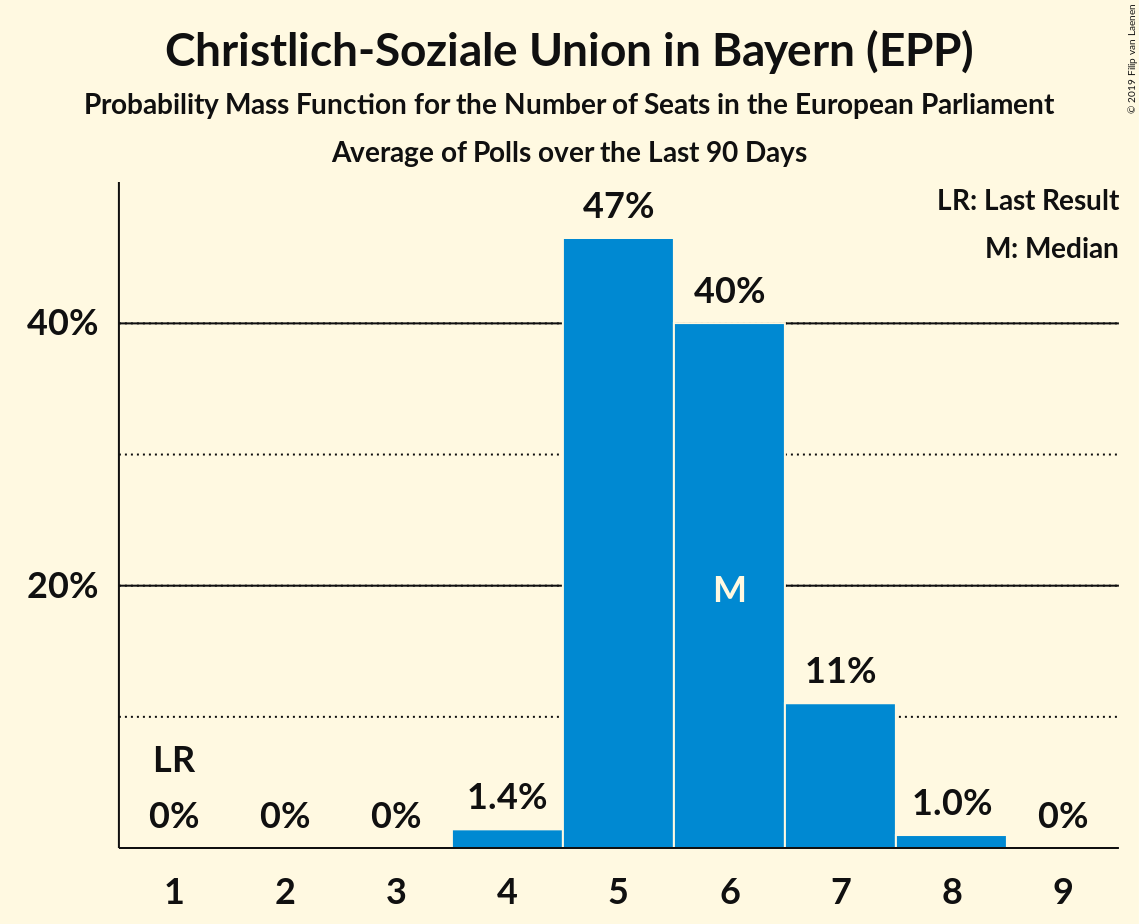 Christlich-Soziale Union in Bayern (EPP)
Probability Mass Function for the Number of Seats in the European Parliament
Average of Polls over the Last 90 Days
© 2019 Filip van Laenen
LR: Last Result
M: Median
47%
40%
40%
20%
M
11%
LR
0%
0%
0%
1.4%
1.0%
0%
1
2
3
4
5
6
7
8
9